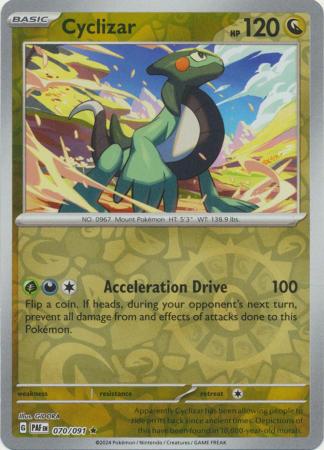 BASIC
Cyclizar HP 120
NO. 0967 Mount Pokémon HT: 5'3" WT: 138.9 lbs.
Acceleration Drive 100
Flip a coin. If heads, during your opponent's next turn,
prevent all damage from and effects of attacks done to this
Pokémon.
weakness resistance retreat
Illus. GIDORA
G PAF EN 070/091
Apparently Cyclizar has been allowing
people to ride on its back since ancient times.
Depictions of this have been found in 10,000-year-old murals.
©2024 Pokémon / Nintendo / Creatures / GAME FREAK